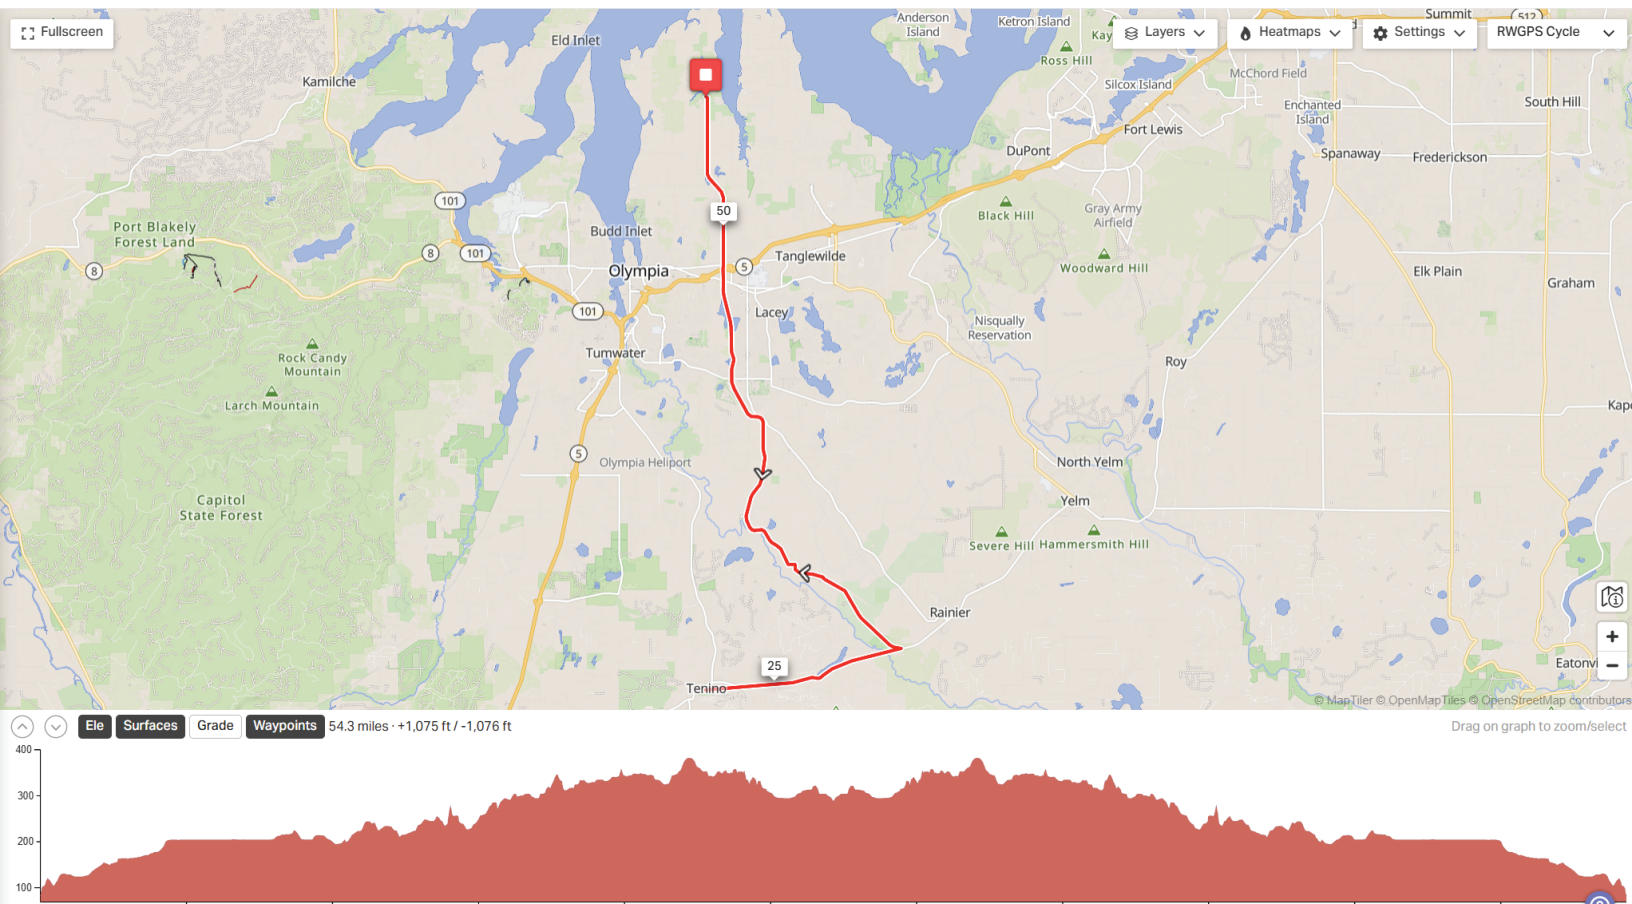 Fullscreen
Layers
Heatmaps
Settings
RWGPS Cycle
Anderson
Island
Ketron Island
Summit
512
Eld Inlet
Ross Hill
Kamilche
Silcox Island
McChord Field
South Hill
Enchanted
Island
Fort Lewis
DuPont
Spanaway
Frederickson
101
50
Black Hill
Gray Army
Airfield
Port Blakely
Forest Land
Budd Inlet
8
101
8
Olympia
5
Tanglewilde
Woodward Hill
Elk Plain
Graham
101
Lacey
Nisqually
Reservation
Tumwater
Rock Candy
Mountain
Roy
Larch Mountain
5
Olympia Heliport
North Yelm
Capitol
State Forest
Yelm
Severe Hill
Hammersmith Hill
Rainier
25
Tenino
© MapTiler © OpenMapTiles © OpenStreetMap contributors
Ele
Surfaces
Grade
Waypoints
54.3 miles · +1,075 ft / -1,076 ft
Drag on graph to zoom/select
400
300
200
100